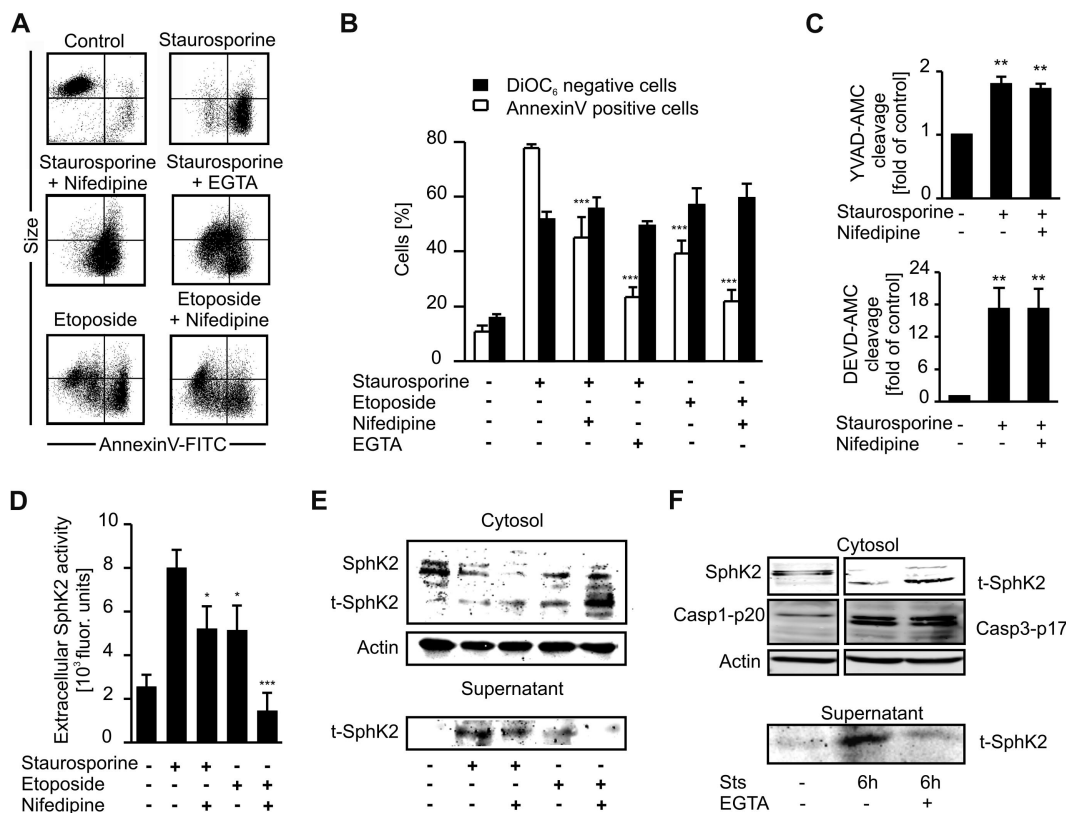 A
Control
Staurosporine
Staurosporine
+ Nifedipine
Staurosporine
+ EGTA
Etoposide
Etoposide
+ Nifedipine
Size
AnnexinV-FITC
B
DiOC6 negative cells
AnnexinV positive cells
Cells [%]
80
60
40
20
0
***
***
***
***
Staurosporine - + + + - -
Etoposide - - - - + +
Nifedipine - - + - - +
EGTA - - - + - -
C
YVAD-AMC
cleavage
[fold of control]
2
1
0
**
**
Staurosporine - + +
Nifedipine - - +
DEVD-AMC
cleavage
[fold of control]
24
18
12
6
0
**
**
Staurosporine - + +
Nifedipine - - +
D
Extracellular SphK2 activity
[10³ fluor. units]
10
8
6
4
2
0
*
*
***
Staurosporine - + + - -
Etoposide - - - + +
Nifedipine - - + - +
E
Cytosol
SphK2
t-SphK2
Actin
Supernatant
t-SphK2
- + + - -
- - - + +
- - + - +
F
Cytosol
SphK2
t-SphK2
Casp1-p20
Casp3-p17
Actin
Supernatant
t-SphK2
Sts - 6h 6h
EGTA - - +